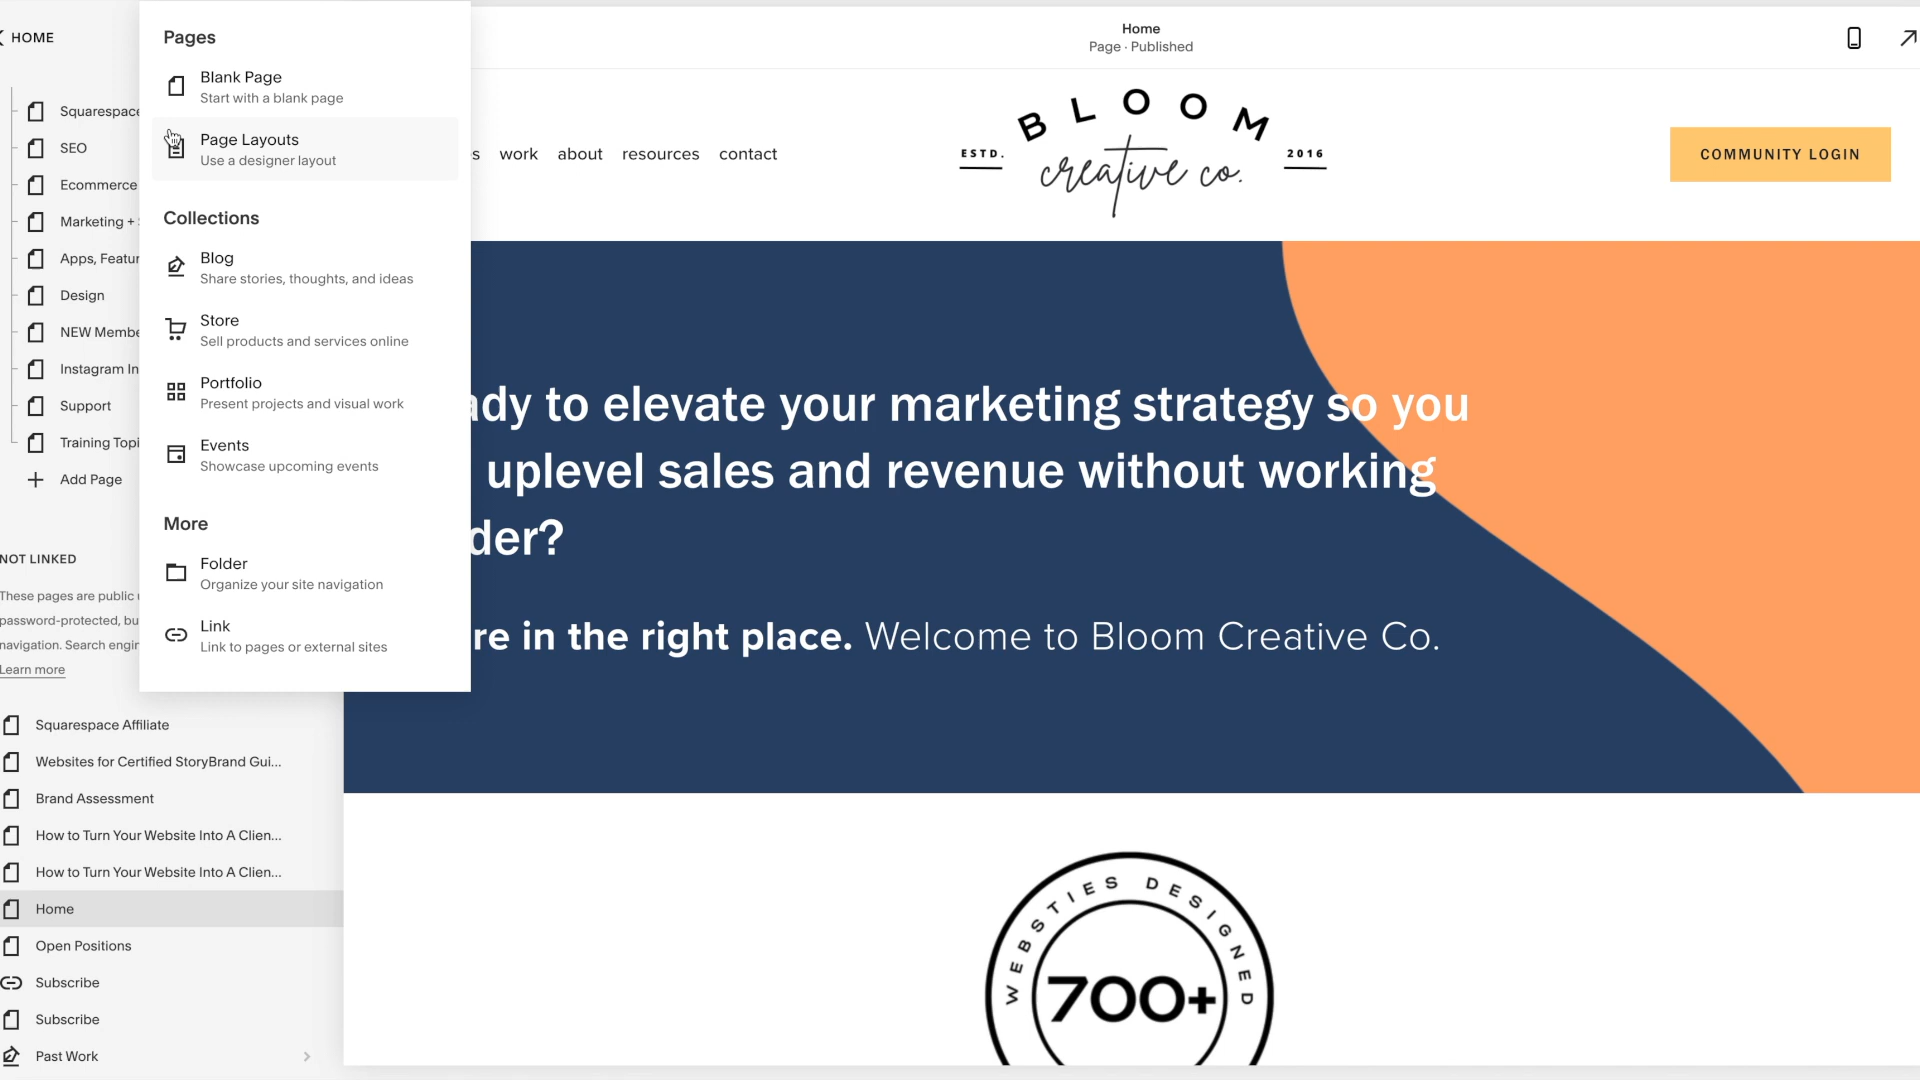 HOME
Squarespace
SEO
Ecommerce
Marketing +
Apps, Featur
Design
NEW Membe
Instagram In
Support
Training Topi
Add Page
NOT LINKED
These pages are public
password-protected, bu
navigation. Search engin
Learn more
Squarespace Affiliate
Websites for Certified StoryBrand Gui...
Brand Assessment
How to Turn Your Website Into A Clien...
How to Turn Your Website Into A Clien...
Home
Open Positions
Subscribe
Subscribe
Past Work
Pages
Blank Page
Start with a blank page
Page Layouts
Use a designer layout
Collections
Blog
Share stories, thoughts, and ideas
Store
Sell products and services online
Portfolio
Present projects and visual work
Events
Showcase upcoming events
More
Folder
Organize your site navigation
Link
Link to pages or external sites
Home
Page · Published
s work about resources contact
BLOOM
ESTD. creative co. 2016
COMMUNITY LOGIN
ady to elevate your marketing strategy so you
uplevel sales and revenue without working
der?
re in the right place. Welcome to Bloom Creative Co.
WEBSTIES DESIGNED
700+